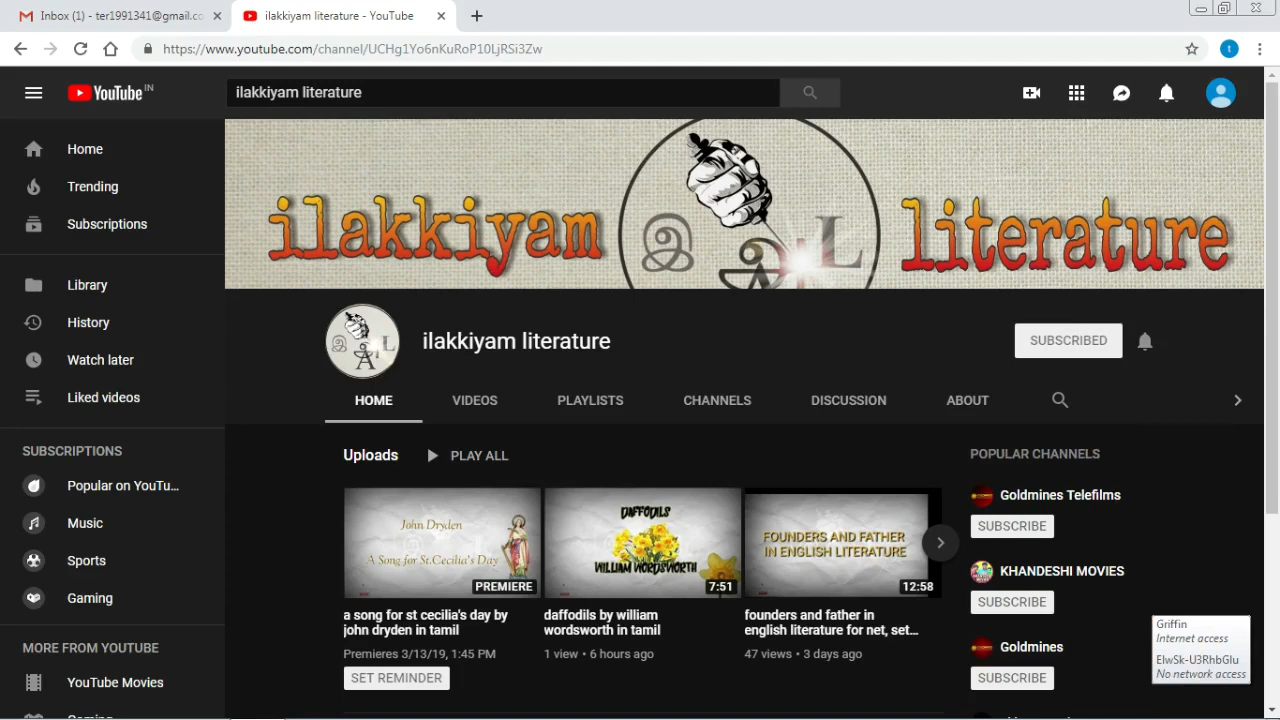 Inbox (1) - ter1991341@gmail.co
ilakkiyam literature - YouTube
https://www.youtube.com/channel/UCHg1Yo6nKuRoP10LjRSi3Zw
t
YouTube IN
ilakkiyam literature
Home
Trending
Subscriptions
Library
History
Watch later
Liked videos
SUBSCRIPTIONS
Popular on YouTu...
Music
Sports
Gaming
MORE FROM YOUTUBE
YouTube Movies
Gaming
ilakkiyam
இ அ L
literature
இ A L
ilakkiyam literature
SUBSCRIBED
HOME
VIDEOS
PLAYLISTS
CHANNELS
DISCUSSION
ABOUT
Uploads
PLAY ALL
John Dryden
A Song for St.Cecilia's Day
PREMIERE
a song for st cecilia's day by
john dryden in tamil
Premieres 3/13/19, 1:45 PM
SET REMINDER
DAFFODILS
WILLIAM WORDSWORTH
7:51
daffodils by william
wordsworth in tamil
1 view • 6 hours ago
FOUNDERS AND FATHER
IN ENGLISH LITERATURE
12:58
founders and father in
english literature for net, set...
47 views • 3 days ago
POPULAR CHANNELS
Goldmines Telefilms
SUBSCRIBE
KHANDESHI MOVIES
SUBSCRIBE
Goldmines
SUBSCRIBE
Griffin
Internet access
ElwSk-U3RhbGlu
No network access